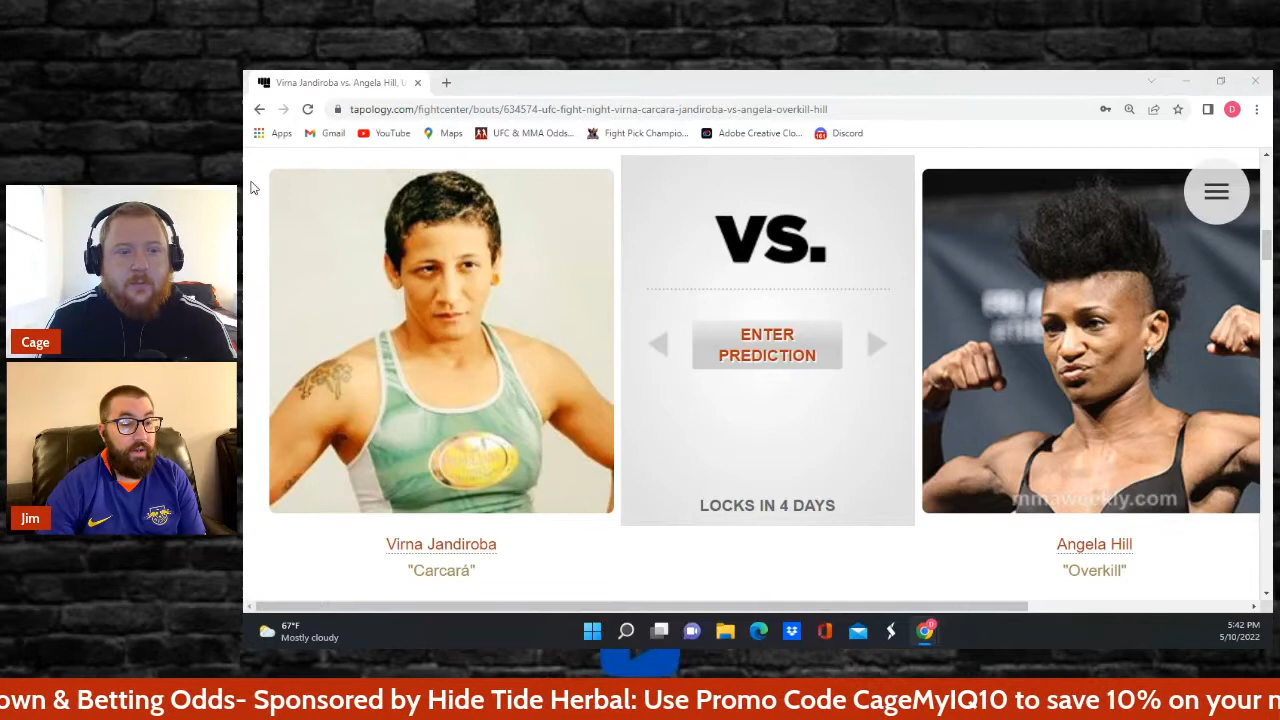 Virna Jandiroba vs. Angela Hill, U
tapology.com/fightcenter/bouts/634574-ufc-fight-night-virna-carcara-jandiroba-vs-angela-overkill-hill
D
Apps
Gmail
YouTube
Maps
UFC & MMA Odds...
Fight Pick Champio...
Adobe Creative Clo...
Discord
VS.
ENTER
PREDICTION
LOCKS IN 4 DAYS
mmaweekly.com
Virna Jandiroba
"Carcará"
Angela Hill
"Overkill"
Cage
Jim
67°F
Mostly cloudy
5:42 PM
5/10/2022
own & Betting Odds- Sponsored by Hide Tide Herbal: Use Promo Code CageMyIQ10 to save 10% on your